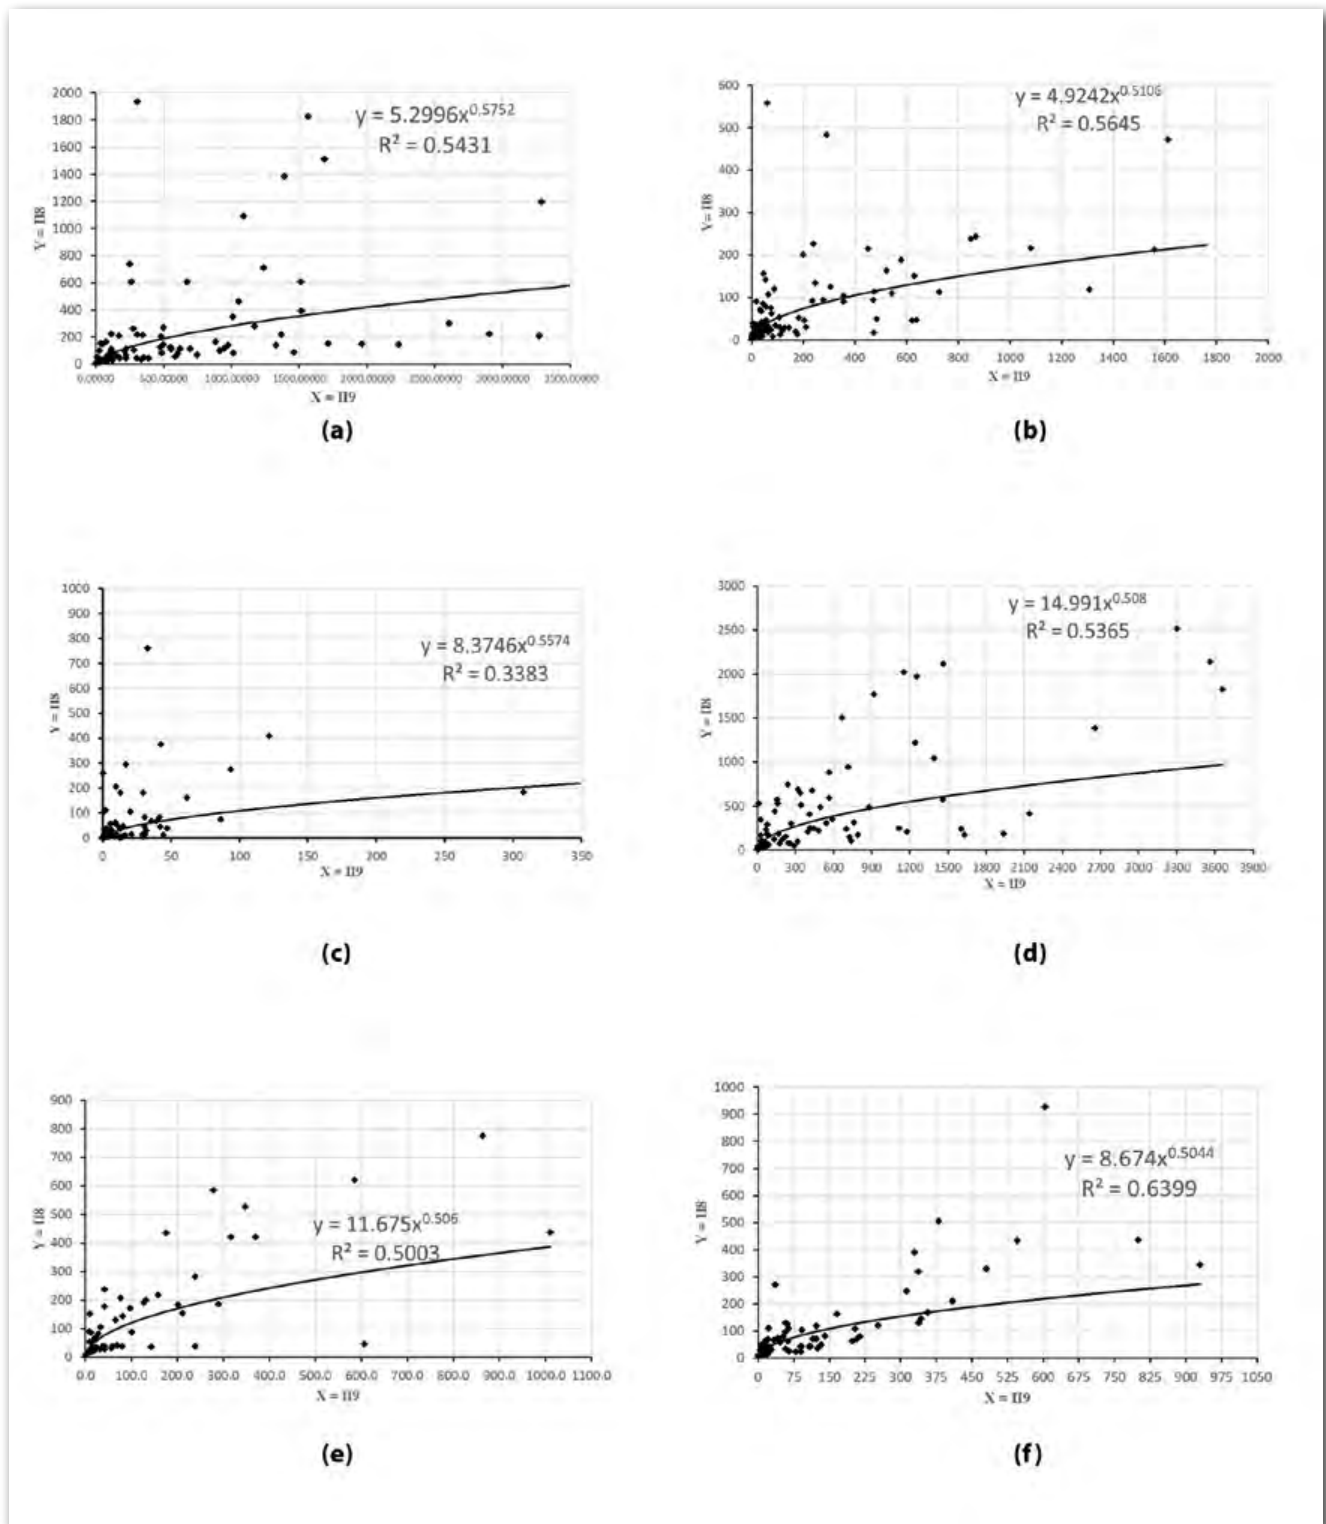 2000
1800
1600
1400
1200
1000
800
600
400
200
0
Y = II8
y = 5.2996x^0.5752
R² = 0.5431
X = II9
(a)
600
500
400
300
200
100
0
Y = II8
y = 4.9242x^0.5106
R² = 0.5645
0 200 400 600 800 1000 1200 1400 1600 1800 2000
X = II9
(b)
1000
900
800
700
600
500
400
300
200
100
0
Y = II8
y = 8.3746x^0.5574
R² = 0.3383
0 50 100 150 200 250 300 350
X = II9
(c)
3000
2500
2000
1500
1000
500
0
Y = II8
y = 14.991x^0.508
R² = 0.5365
0 300 600 900 1200 1500 1800 2100 2400 2700 3000 3300 3600 3900
X = II9
(d)
900
800
700
600
500
400
300
200
100
0
Y = II8
y = 11.675x^0.506
R² = 0.5003
0.0 100.0 200.0 300.0 400.0 500.0 600.0 700.0 800.0 900.0 1000.0 1100.0
X = II9
(e)
1000
900
800
700
600
500
400
300
200
100
0
Y = II8
y = 8.674x^0.5044
R² = 0.6399
0 75 150 225 300 375 450 525 600 675 750 825 900 975 1050
X = II9
(f)